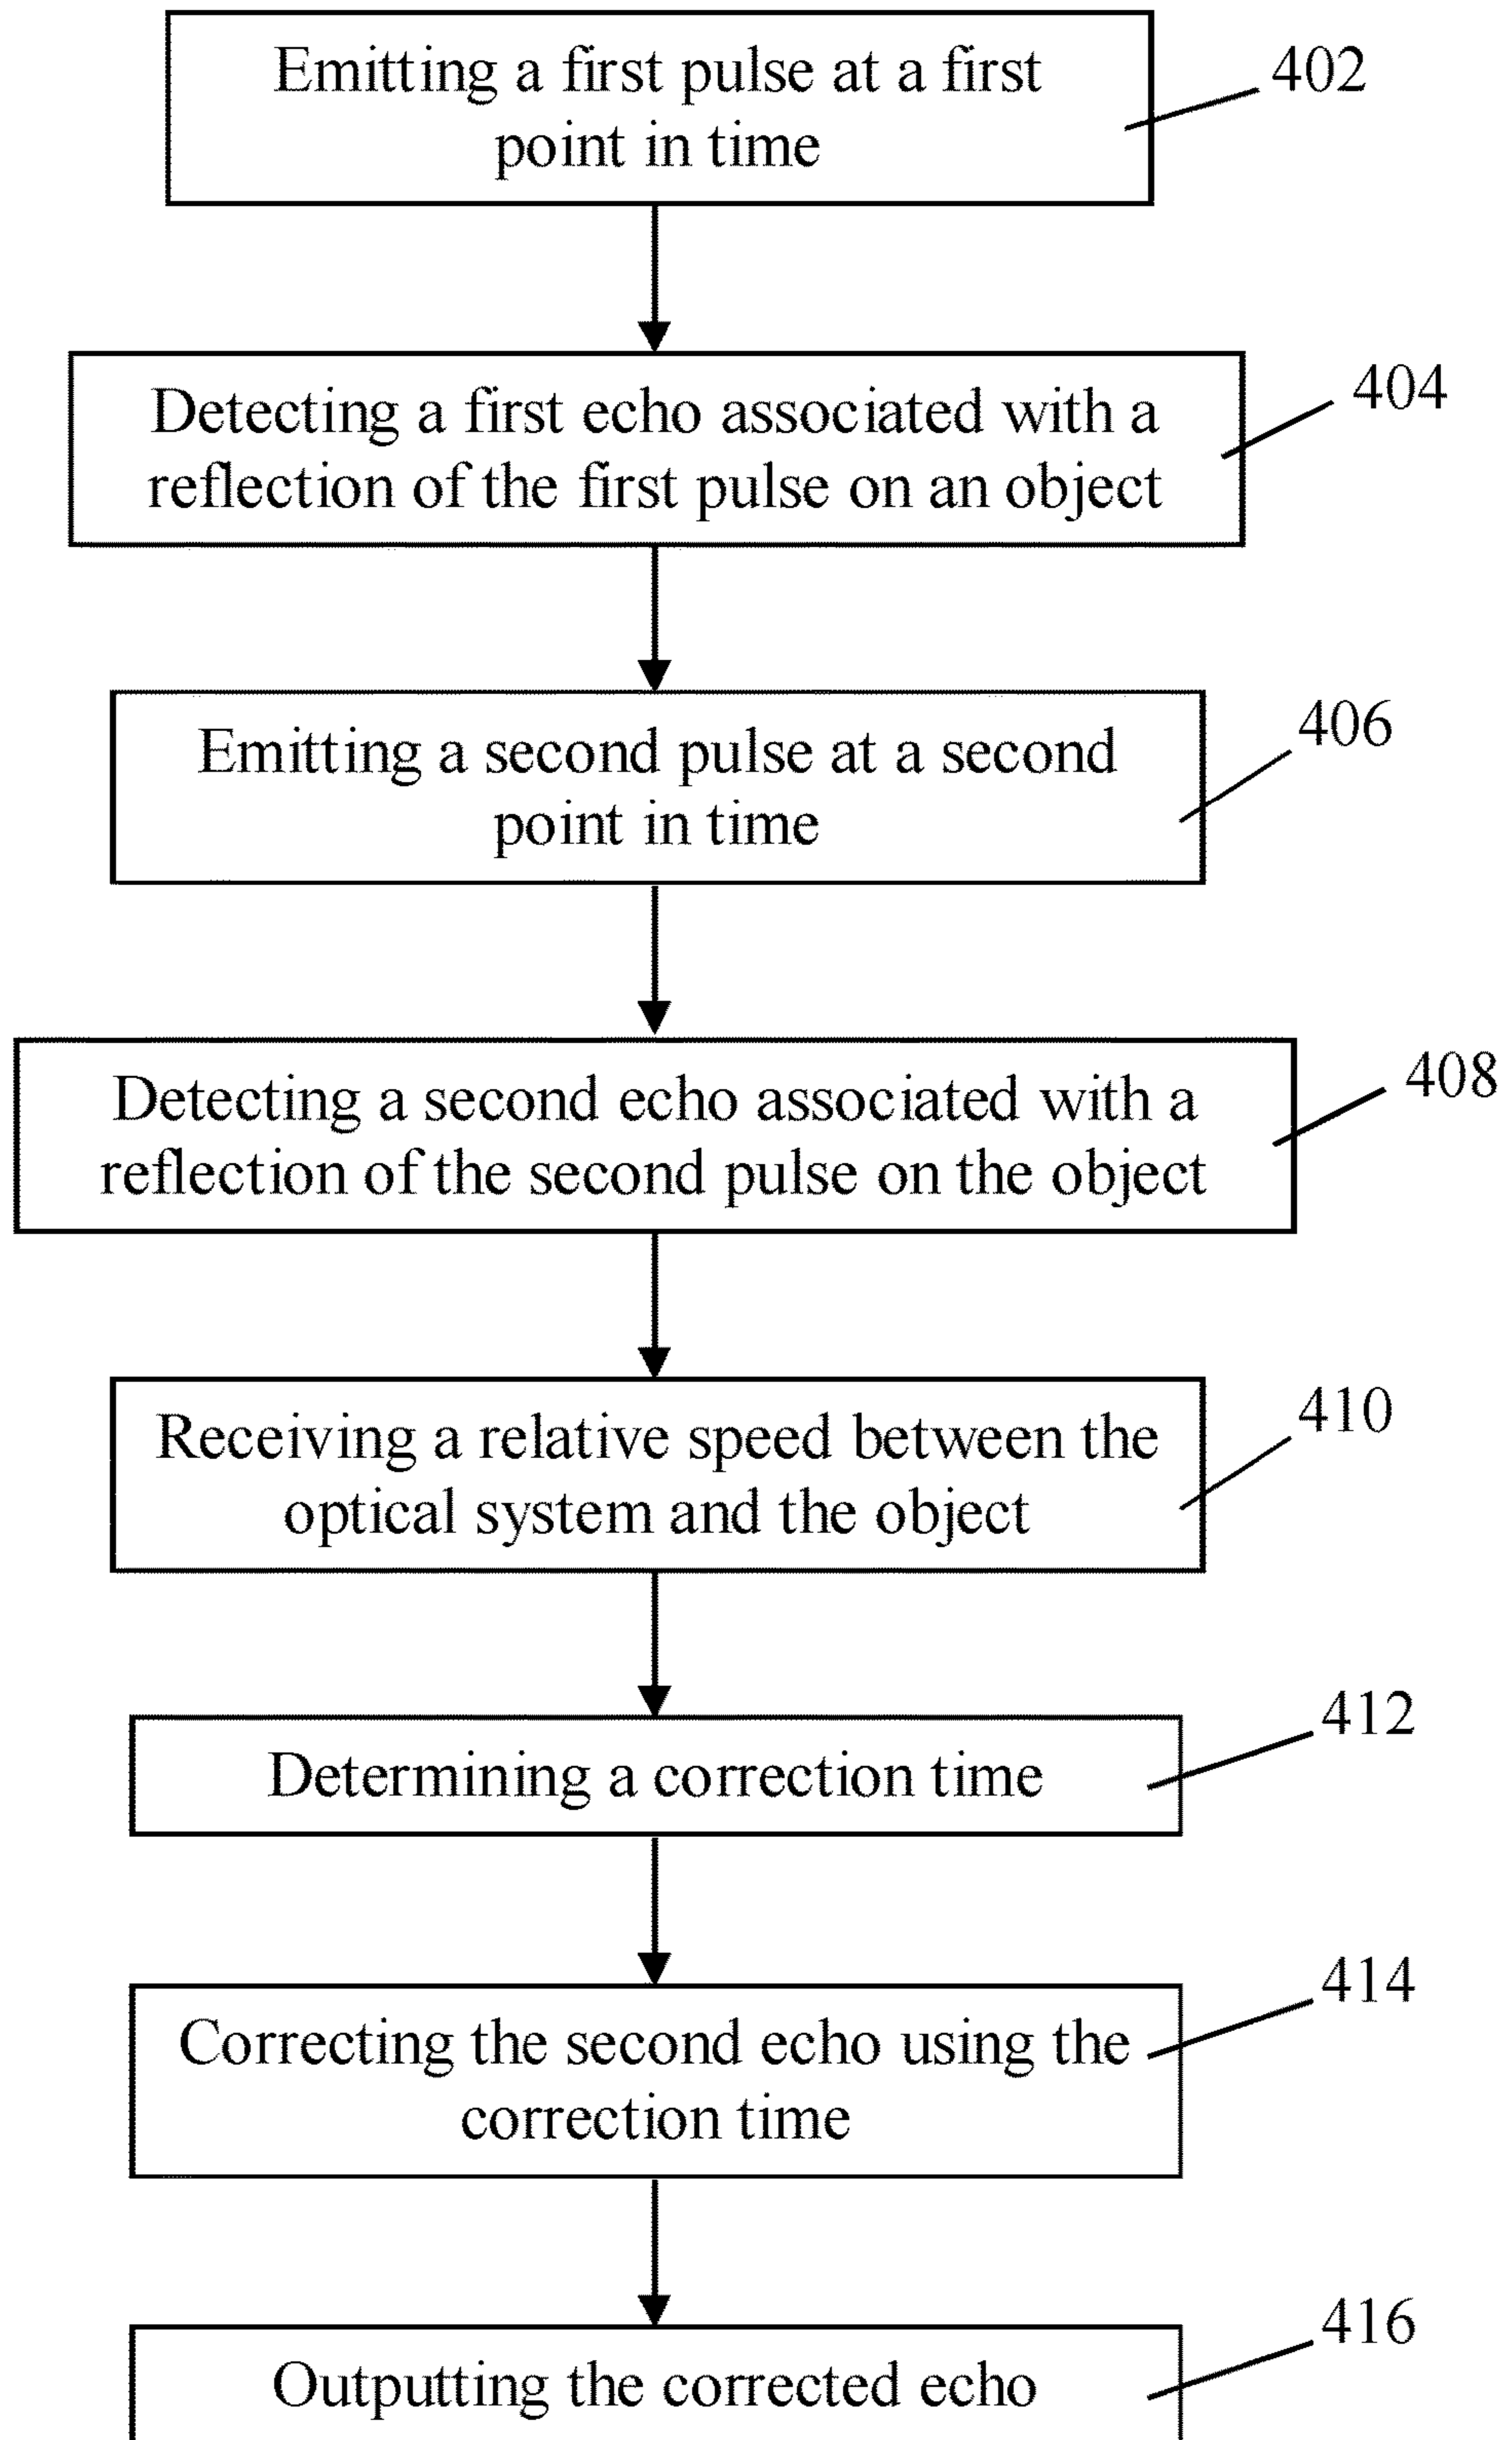 Emitting a first pulse at a first
point in time
402
Detecting a first echo associated with a
reflection of the first pulse on an object
404
Emitting a second pulse at a second
point in time
406
Detecting a second echo associated with a
reflection of the second pulse on the object
408
Receiving a relative speed between the
optical system and the object
410
Determining a correction time
412
Correcting the second echo using the
correction time
414
Outputting the corrected echo
416